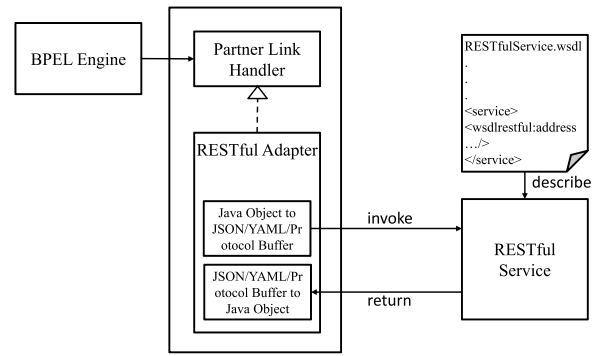 BPEL Engine
Partner Link
Handler
RESTful Adapter
Java Object to
JSON/YAML/Pr
otocol Buffer
JSON/YAML/Pr
otocol Buffer to
Java Object
invoke
return
RESTfulService.wsdl
.
.
.
<service>
<wsdlrestful:address
.../>
</service>
describe
RESTful
Service